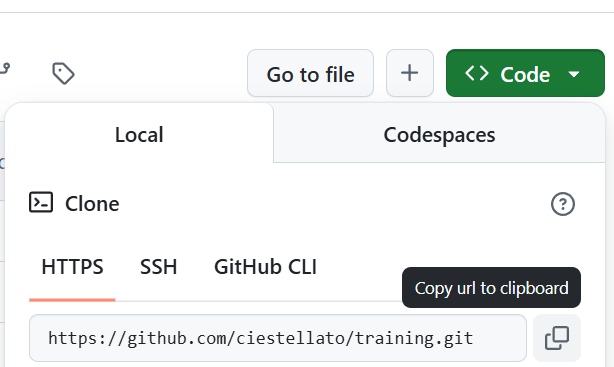 Go to file
<> Code
Local
Codespaces
Clone
HTTPS
SSH
GitHub CLI
Copy url to clipboard
https://github.com/ciestellato/training.git